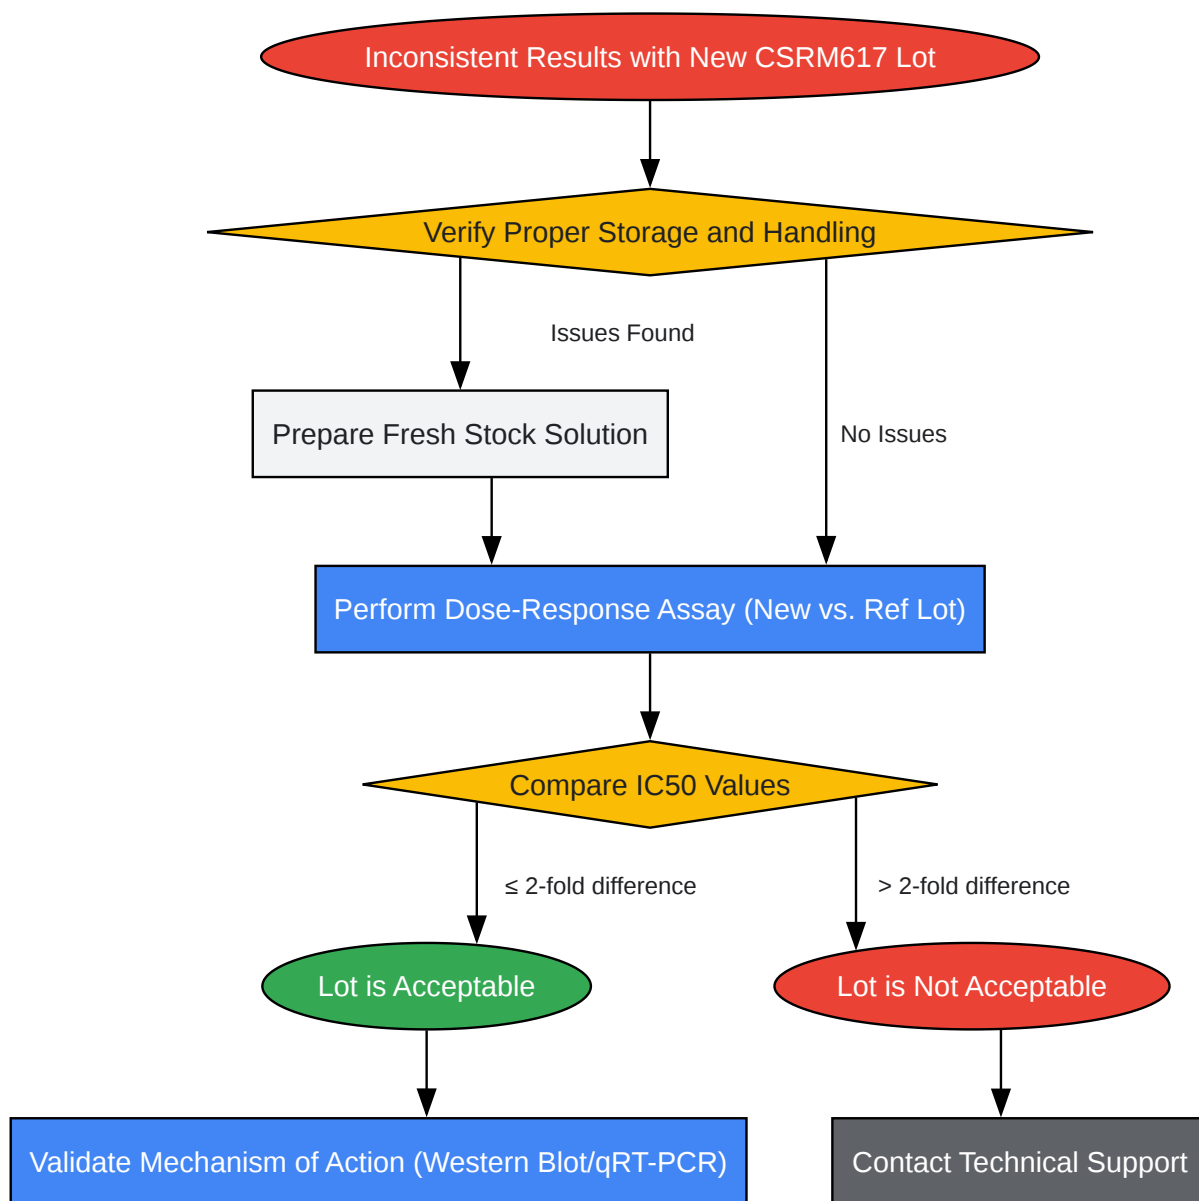 Inconsistent Results with New CSRM617 Lot
Verify Proper Storage and Handling
Issues Found
Prepare Fresh Stock Solution
No Issues
Perform Dose-Response Assay (New vs. Ref Lot)
Compare IC50 Values
≤ 2-fold difference
> 2-fold difference
Lot is Acceptable
Lot is Not Acceptable
Validate Mechanism of Action (Western Blot/qRT-PCR)
Contact Technical Support